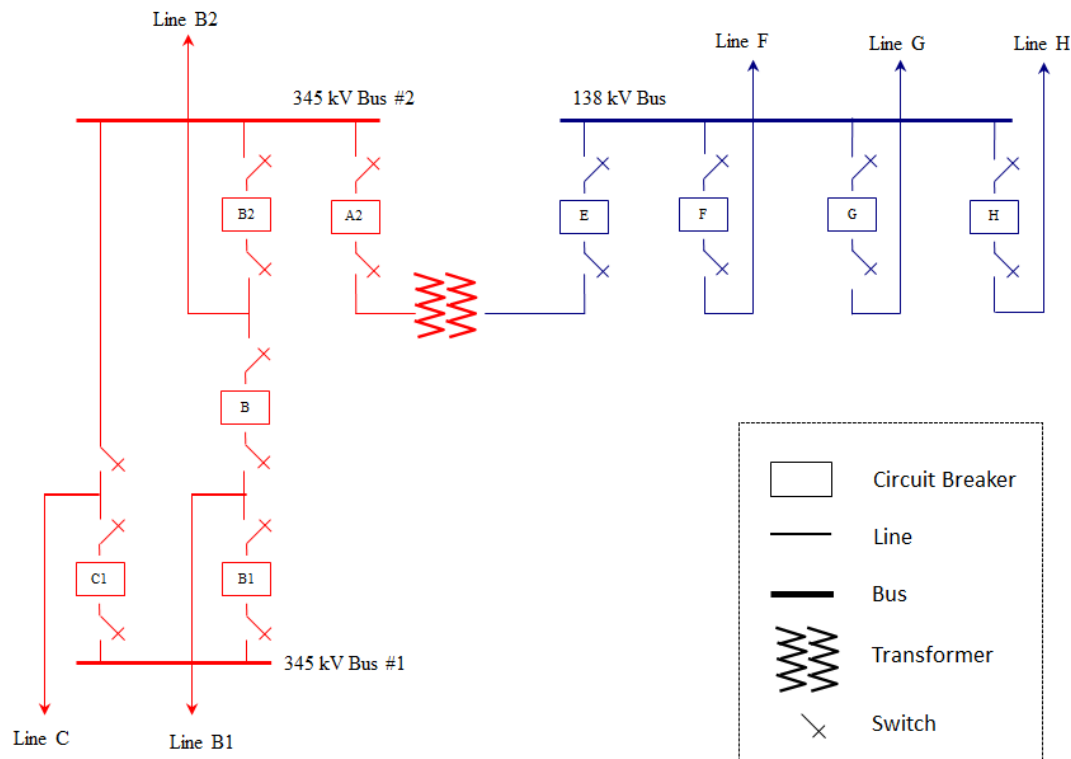 Line B2
Line F
Line G
Line H
345 kV Bus #2
138 kV Bus
B2
A2
E
F
G
H
B
C1
B1
345 kV Bus #1
Line C
Line B1
Circuit Breaker
Line
Bus
Transformer
Switch